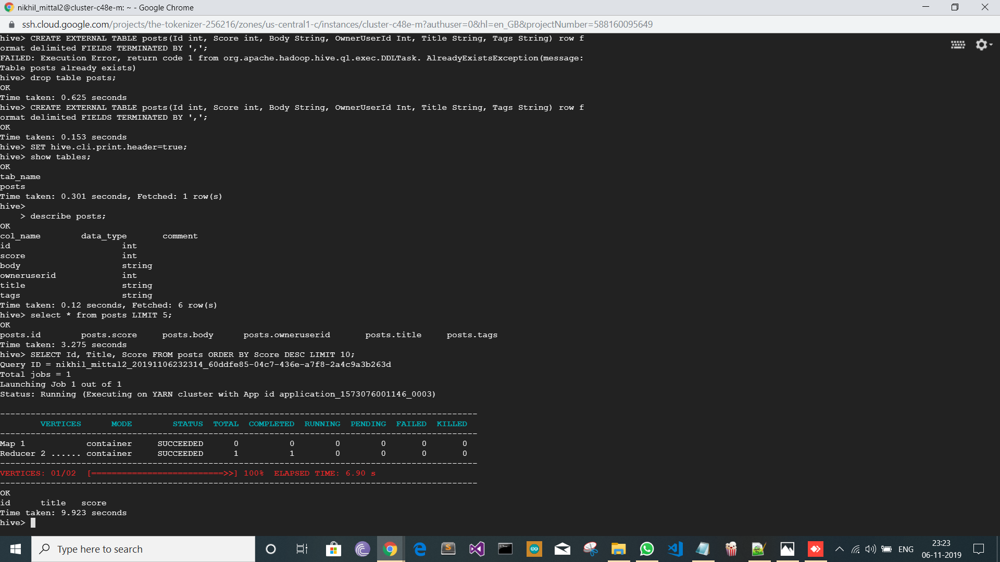 nikhil_mittal2@cluster-c48e-m: ~ - Google Chrome
ssh.cloud.google.com/projects/the-tokenizer-256216/zones/us-central1-c/instances/cluster-c48e-m?authuser=0&hl=en_GB&projectNumber=588160095649
hive> CREATE EXTERNAL TABLE posts(Id int, Score int, Body String, OwnerUserId Int, Title String, Tags String) row f
ormat delimited FIELDS TERMINATED BY ',';
FAILED: Execution Error, return code 1 from org.apache.hadoop.hive.ql.exec.DDLTask. AlreadyExistsException(message:
Table posts already exists)
hive> drop table posts;
OK
Time taken: 0.625 seconds
hive> CREATE EXTERNAL TABLE posts(Id int, Score int, Body String, OwnerUserId Int, Title String, Tags String) row f
ormat delimited FIELDS TERMINATED BY ',';
OK
Time taken: 0.153 seconds
hive> SET hive.cli.print.header=true;
hive> show tables;
OK
tab_name
posts
Time taken: 0.301 seconds, Fetched: 1 row(s)
hive>
    > describe posts;
OK
col_name        data_type       comment
id                      int
score                   int
body                    string
owneruserid             int
title                   string
tags                    string
Time taken: 0.12 seconds, Fetched: 6 row(s)
hive> select * from posts LIMIT 5;
OK
posts.id        posts.score     posts.body      posts.owneruserid       posts.title     posts.tags
Time taken: 3.275 seconds
hive> SELECT Id, Title, Score FROM posts ORDER BY Score DESC LIMIT 10;
Query ID = nikhil_mittal2_20191106232314_60ddfe85-04c7-436e-a7f8-2a4c9a3b263d
Total jobs = 1
Launching Job 1 out of 1
Status: Running (Executing on YARN cluster with App id application_1573076001146_0003)
----------------------------------------------------------------------------------------------
        VERTICES      MODE        STATUS  TOTAL  COMPLETED  RUNNING  PENDING  FAILED  KILLED
----------------------------------------------------------------------------------------------
Map 1            container     SUCCEEDED      0          0        0        0       0       0
Reducer 2 ...... container     SUCCEEDED      1          1        0        0       0       0
----------------------------------------------------------------------------------------------
VERTICES: 01/02  [==========================>>] 100%  ELAPSED TIME: 6.90 s
----------------------------------------------------------------------------------------------
OK
id      title   score
Time taken: 9.923 seconds
hive>
Type here to search
ENG
23:23
06-11-2019